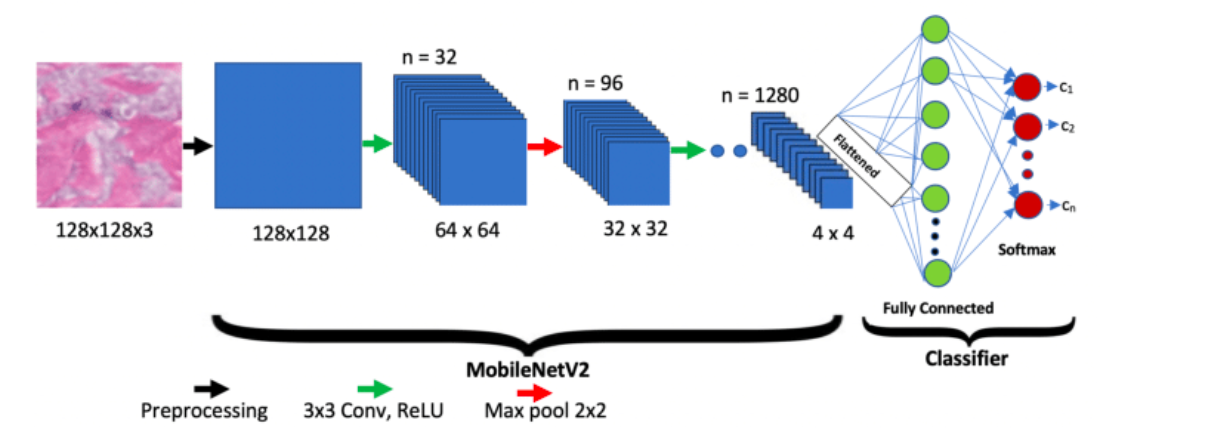 n = 32
n = 96
n = 1280
Flattened
C1
C2
Cn
128x128x3
128x128
64 x 64
32 x 32
4 x 4
Softmax
Fully Connected
MobileNetV2
Classifier
Preprocessing
3x3 Conv, ReLU
Max pool 2x2